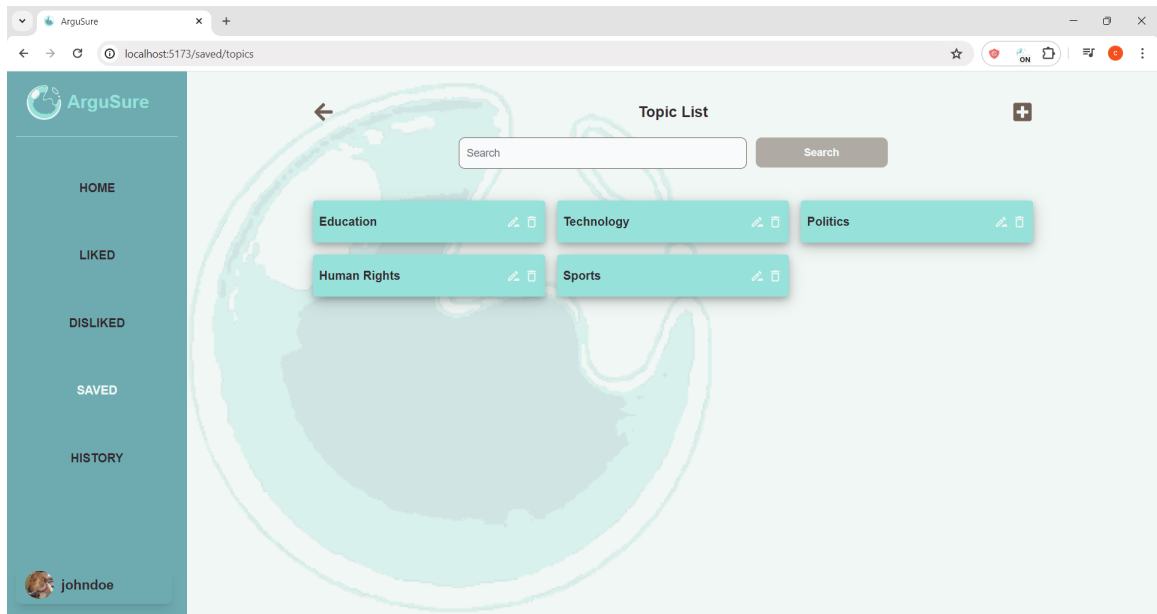 ArguSure
localhost:5173/saved/topics
ON
C
ArguSure
HOME
LIKED
DISLIKED
SAVED
HISTORY
johndoe
Topic List
Search
Search
Education
Technology
Politics
Human Rights
Sports